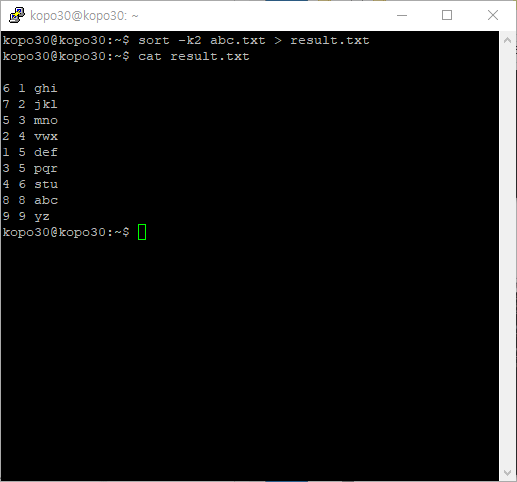 kopo30@kopo30: ~
kopo30@kopo30:~$ sort -k2 abc.txt > result.txt
kopo30@kopo30:~$ cat result.txt
6 1 ghi
7 2 jkl
5 3 mno
2 4 vwx
1 5 def
3 5 pqr
4 6 stu
8 8 abc
9 9 yz
kopo30@kopo30:~$